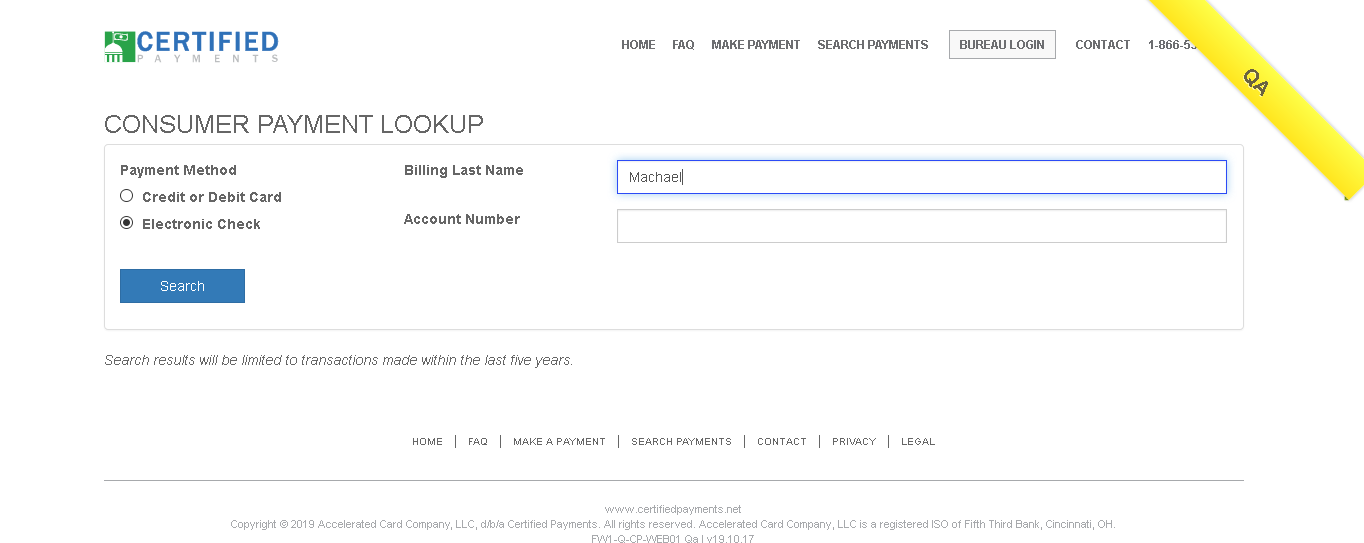 CERTIFIED
PAYMENTS
HOME FAQ MAKE PAYMENT SEARCH PAYMENTS BUREAU LOGIN CONTACT 1-866-53
QA
CONSUMER PAYMENT LOOKUP
Payment Method
Billing Last Name
Machael
Credit or Debit Card
Account Number
Electronic Check
Search
Search results will be limited to transactions made within the last five years.
HOME | FAQ | MAKE A PAYMENT | SEARCH PAYMENTS | CONTACT | PRIVACY | LEGAL
www.certifiedpayments.net
Copyright © 2019 Accelerated Card Company, LLC, d/b/a Certified Payments. All rights reserved. Accelerated Card Company, LLC is a registered ISO of Fifth Third Bank, Cincinnati, OH.
FW1-Q-CP-WEB01 Qa | v19.10.17